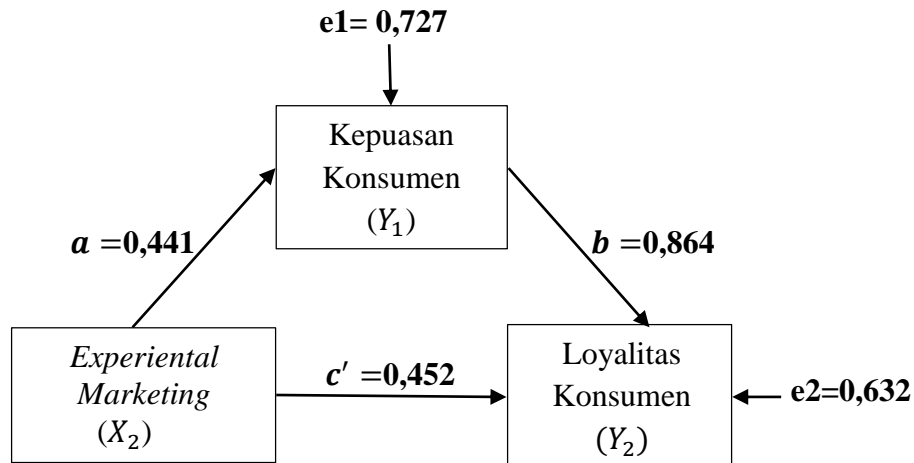 e1= 0,727
Kepuasan
Konsumen
(𝑌₁)
𝒂 =0,441
𝒃 =0,864
Experiental
Marketing
(𝑋₂)
𝒄′ =0,452
Loyalitas
Konsumen
(𝑌₂)
e2=0,632